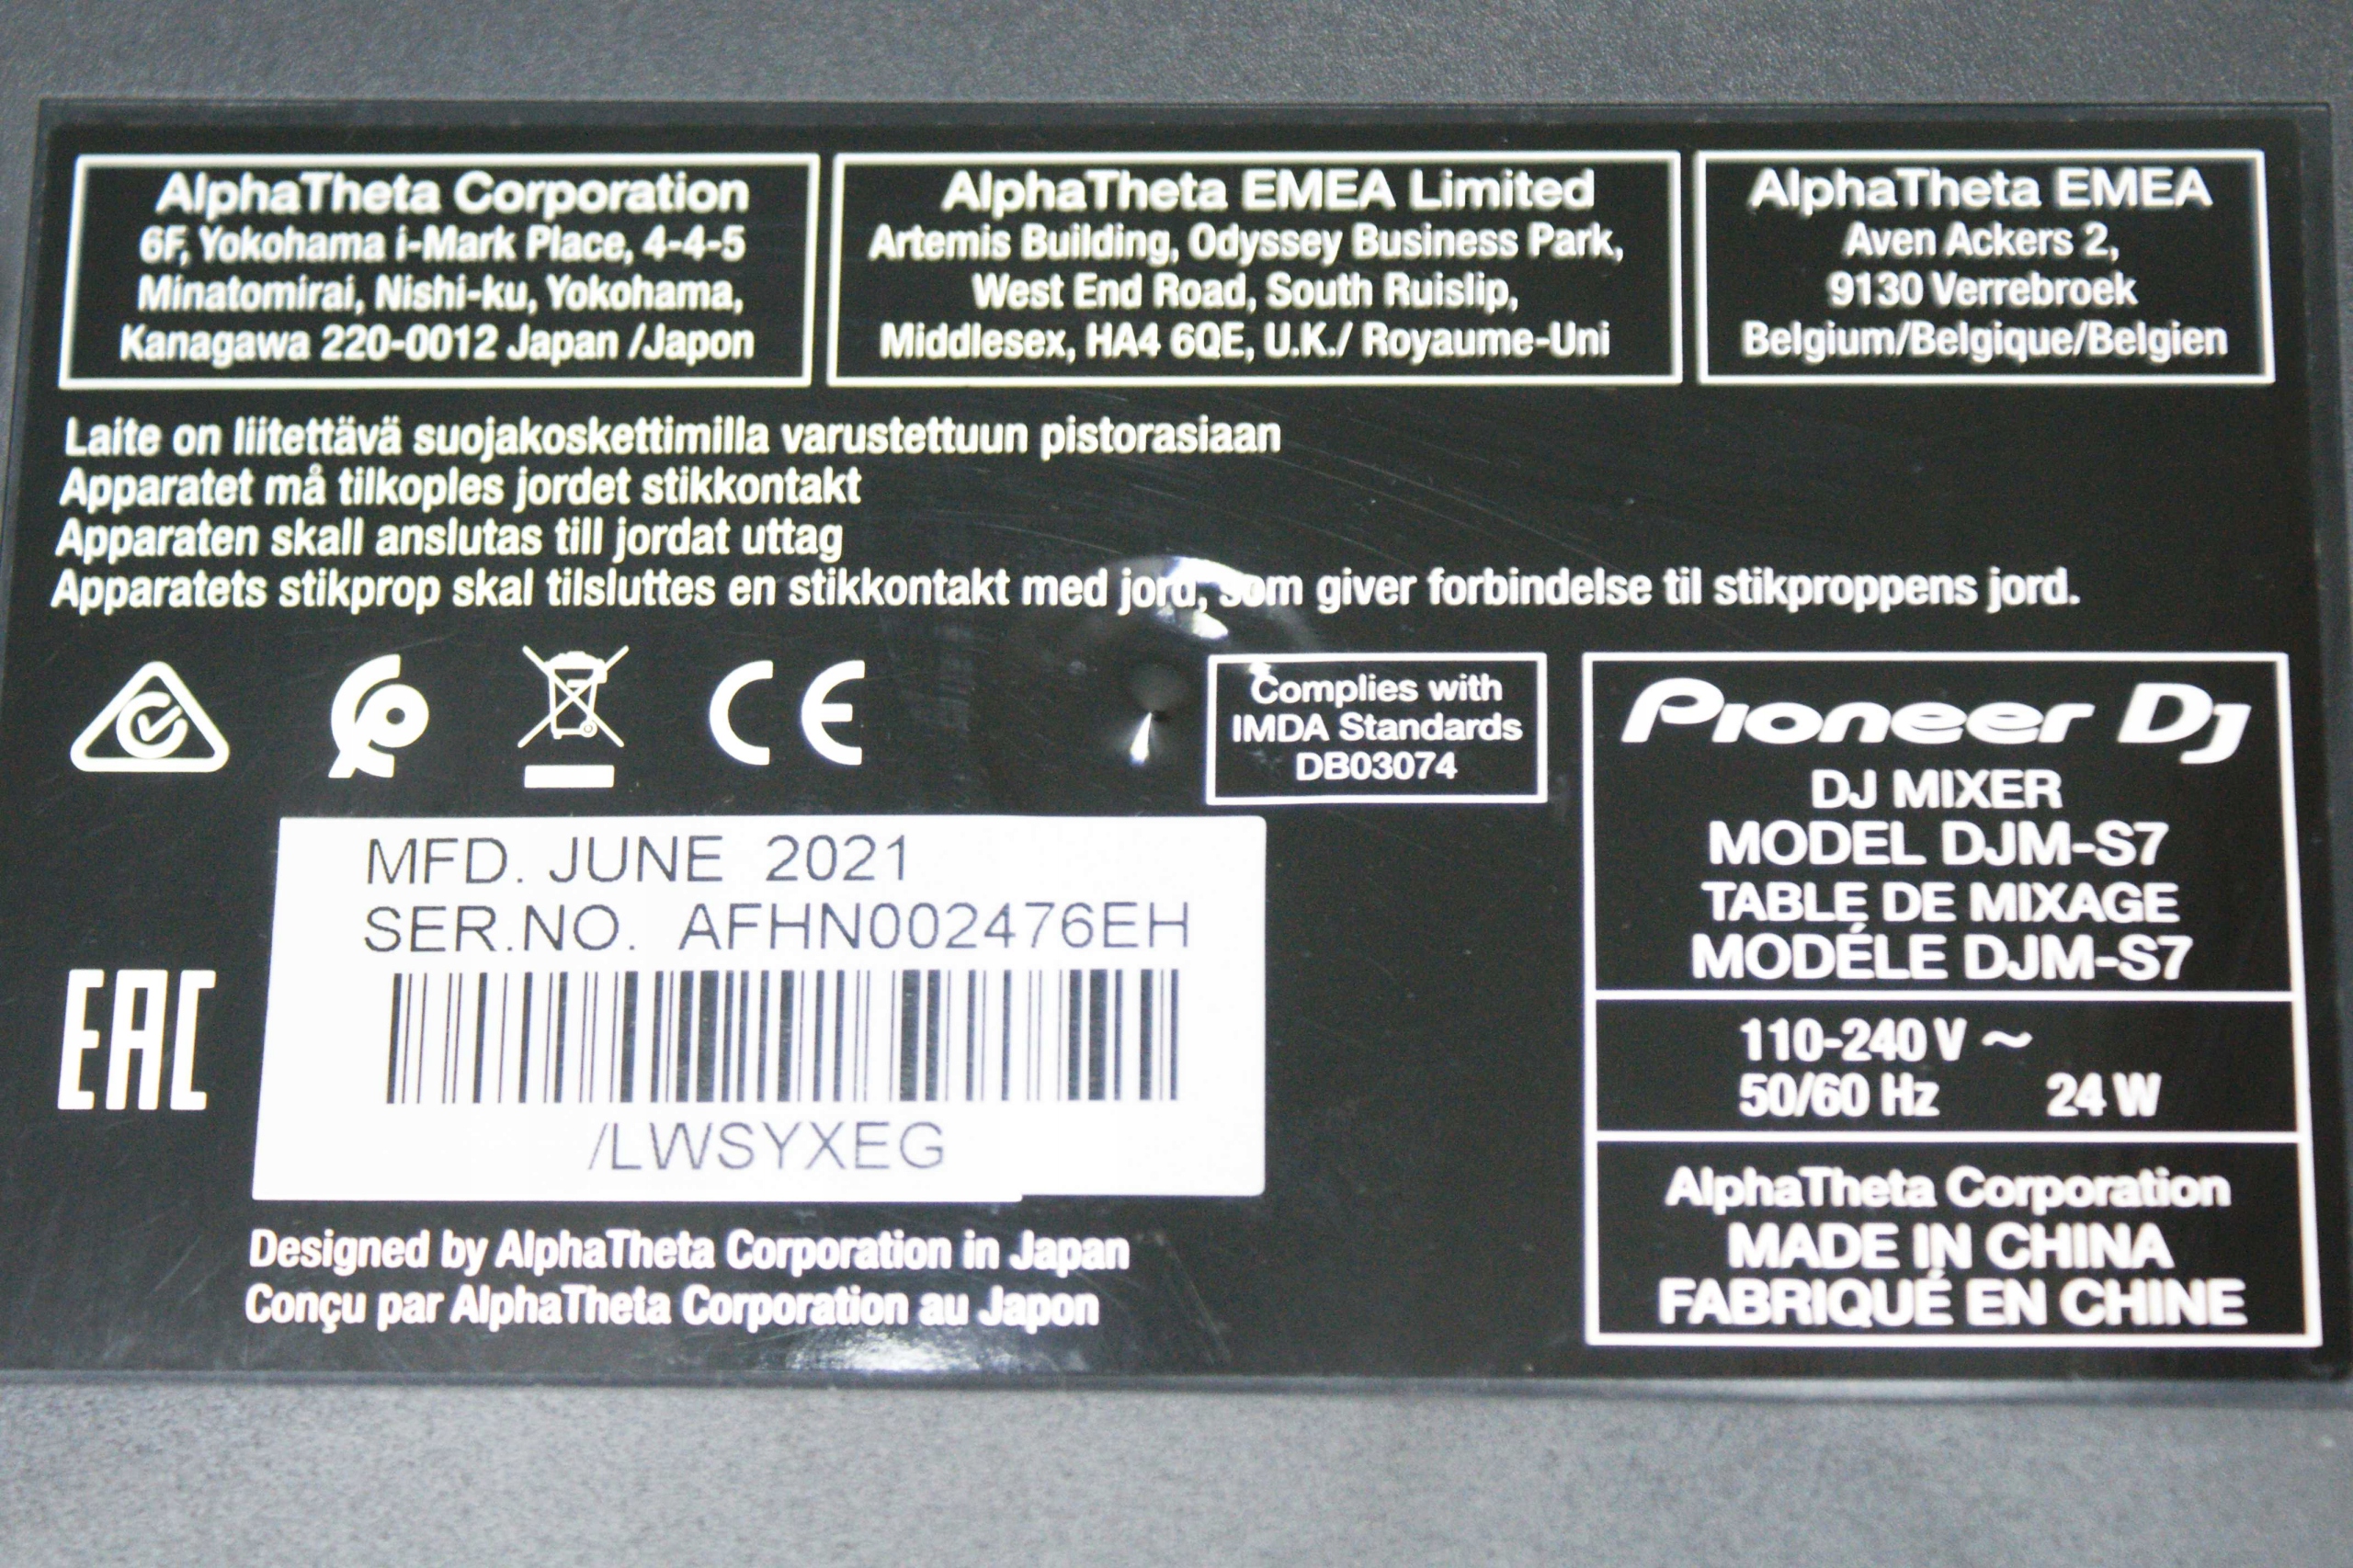 AlphaTheta Corporation
6F, Yokohama i-Mark Place, 4-4-5
Minatomirai, Nishi-ku, Yokohama,
Kanagawa 220-0012 Japan /Japon
AlphaTheta EMEA Limited
Artemis Building, Odyssey Business Park,
West End Road, South Ruislip,
Middlesex, HA4 6QE, U.K./ Royaume-Uni
AlphaTheta EMEA
Aven Ackers 2,
9130 Verrebroek
Belgium/Belgique/Belgien
Laite on liitettävä suojakoskettimilla varustettuun pistorasiaan
Apparatet må tilkoples jordet stikkontakt
Apparaten skall anslutas till jordat uttag
Apparatets stikprop skal tilsluttes en stikkontakt med jord, som giver forbindelse til stikproppens jord.
CE
Complies with
IMDA Standards
DB03074
MFD. JUNE 2021
SER.NO. AFHN002476EH
/LWSYXEG
EAC
Designed by AlphaTheta Corporation in Japan
Conçu par AlphaTheta Corporation au Japon
Pioneer Dj
DJ MIXER
MODEL DJM-S7
TABLE DE MIXAGE
MODÉLE DJM-S7
110-240 V ~
50/60 Hz 24 W
AlphaTheta Corporation
MADE IN CHINA
FABRIQUÉ EN CHINE